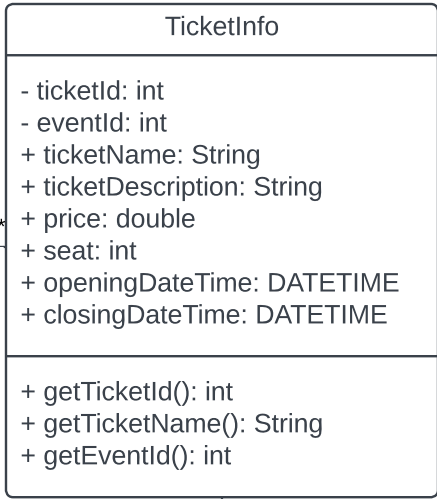 TicketInfo
- ticketId: int
- eventId: int
+ ticketName: String
+ ticketDescription: String
+ price: double
*
+ seat: int
+ openingDateTime: DATETIME
+ closingDateTime: DATETIME
+ getTicketId(): int
+ getTicketName(): String
+ getEventId(): int